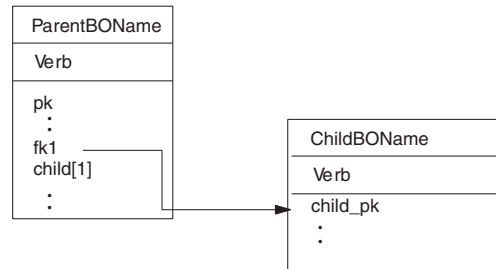 ParentBOName
Verb
pk
:
fk1
child[1]
:
ChildBOName
Verb
child_pk
: